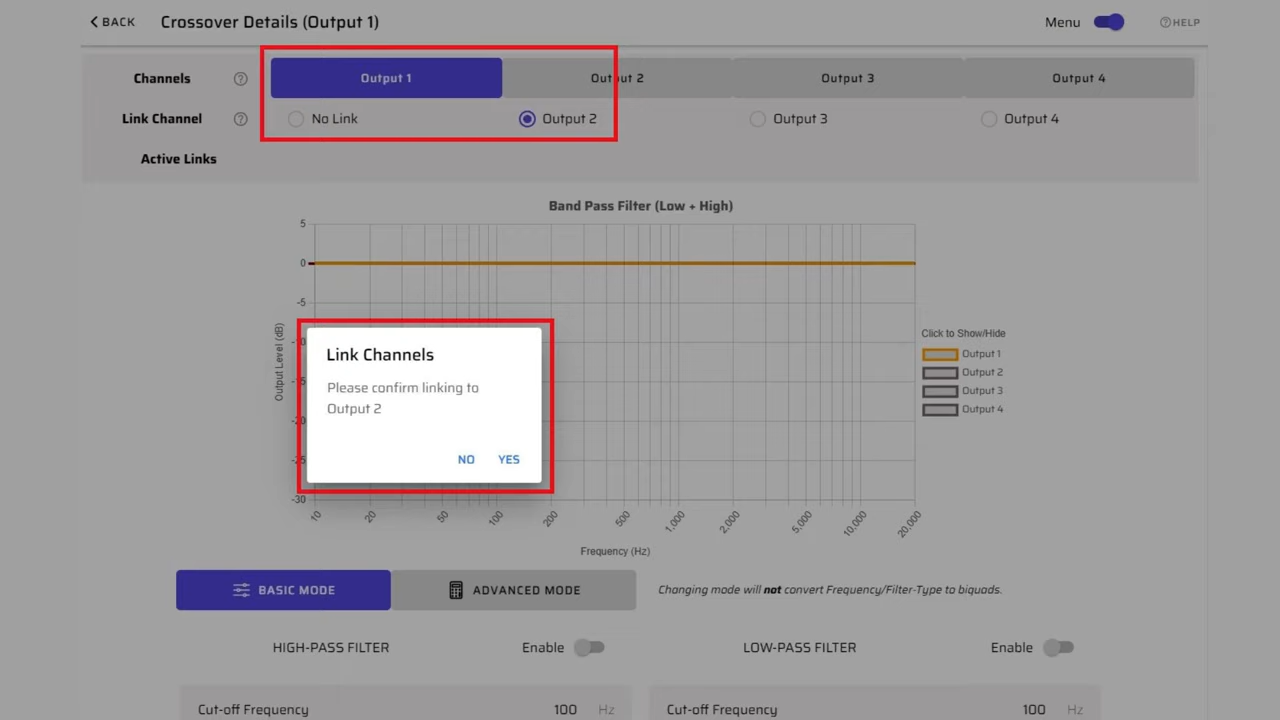 BACK
Crossover Details (Output 1)
Menu
HELP
Channels
?
Output 1
Output 2
Output 3
Output 4
Link Channel
?
No Link
Output 2
Output 3
Output 4
Active Links
Band Pass Filter (Low + High)
Output Level (dB)
5
0
-5
-10
-15
-20
-25
-30
10
20
50
100
200
500
1,000
2,000
5,000
10,000
20,000
Frequency (Hz)
Click to Show/Hide
Output 1
Output 2
Output 3
Output 4
Link Channels
Please confirm linking to
Output 2
NO
YES
BASIC MODE
ADVANCED MODE
Changing mode will not convert Frequency/Filter-Type to biquads.
HIGH-PASS FILTER
Enable
LOW-PASS FILTER
Enable
Cut-off Frequency
100
Hz
Cut-off Frequency
100
Hz